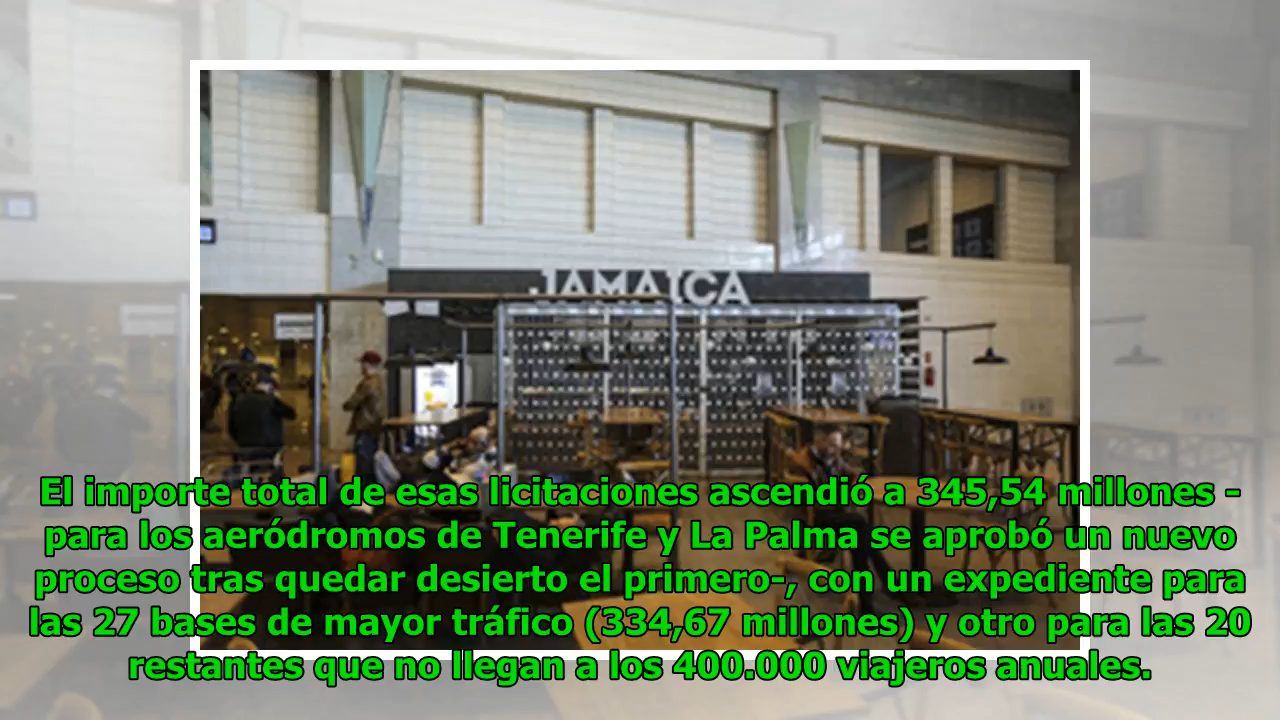 JAMAICA
El importe total de esas licitaciones ascendió a 345,54 millones -
para los aeródromos de Tenerife y La Palma se aprobó un nuevo
proceso tras quedar desierto el primero-, con un expediente para
las 27 bases de mayor tráfico (334,67 millones) y otro para las 20
restantes que no llegan a los 400.000 viajeros anuales.